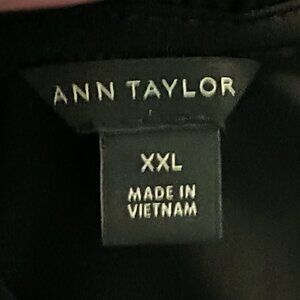 ANN TAYLOR
XXL
MADE IN
VIETNAM